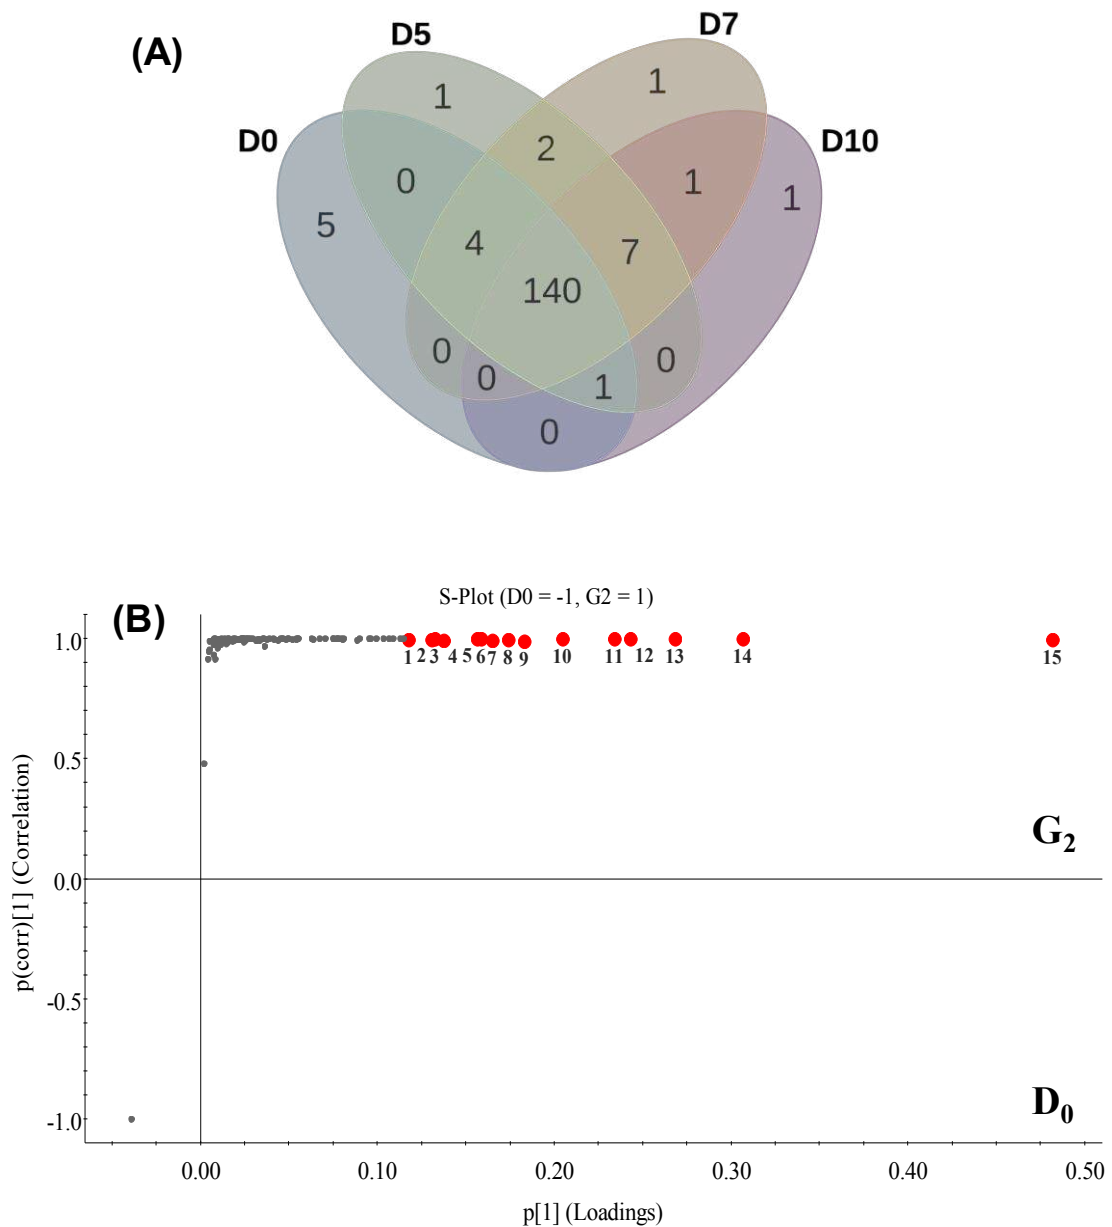 (A)
D5
D7
D0
D10
1
1
2
0
1
1
5
4
7
140
0
0
1
0
0
S-Plot (D0 = -1, G2 = 1)
(B)
1.0
1 2 3 4 5 6 7 8 9 10 11 12 13 14 15
0.5
G2
0.0
-0.5
D0
-1.0
p(corr)[1] (Correlation)
0.00 0.10 0.20 0.30 0.40 0.50
p[1] (Loadings)